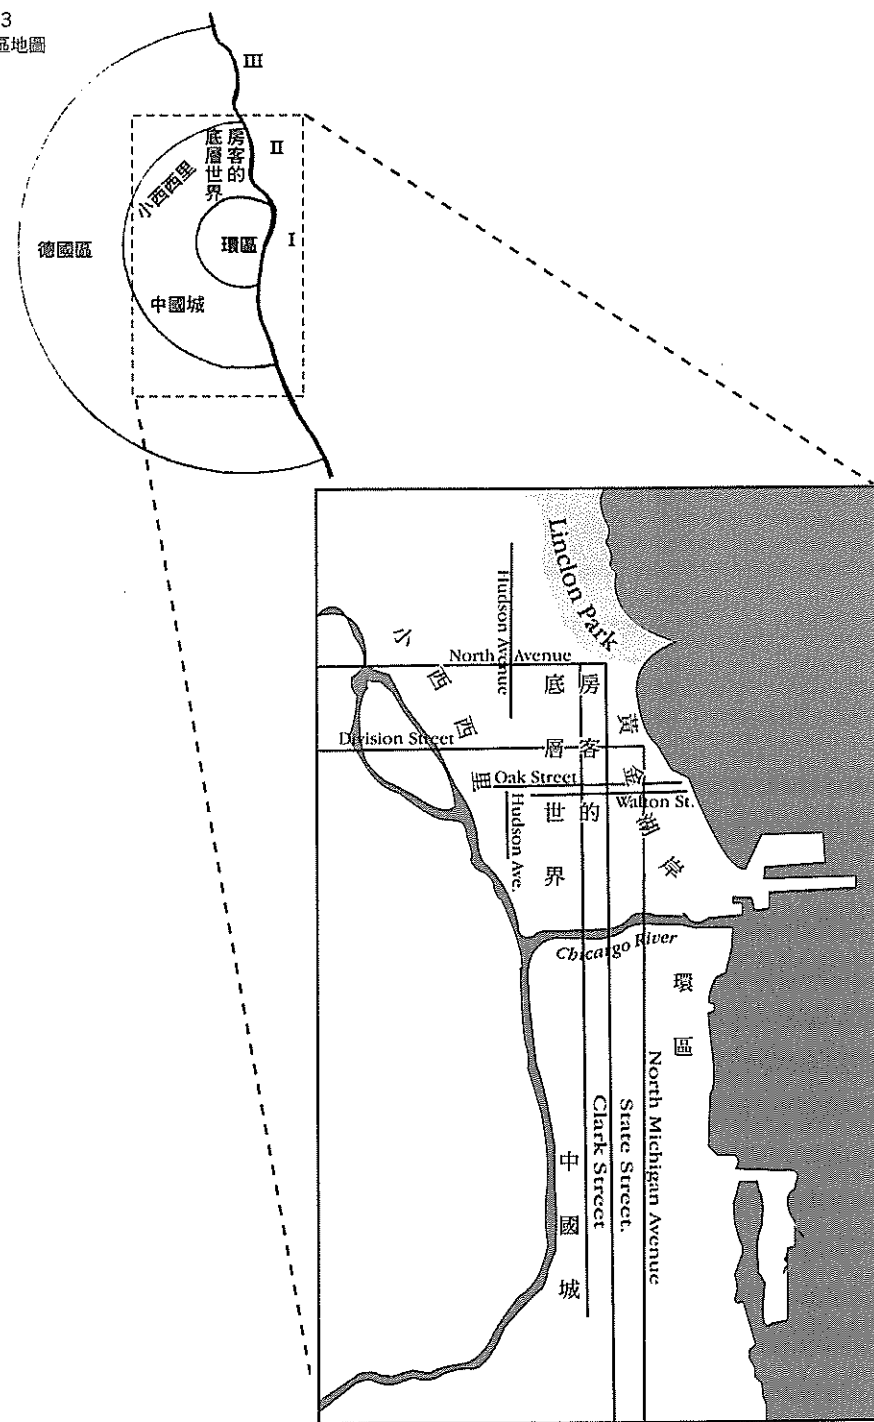 3
區地圖
III
II
I
房客的
底層世界
小西西里
環區
德國區
中國城
Linclon Park
Hudson Avenue
小西西里
North Avenue
房客的
底層世界
黃金湖岸
Division Street
Oak Street
Walton St.
Hudson Ave.
Chicargo River
環區
North Michigan Avenue
State Street.
Clark Street
中國城